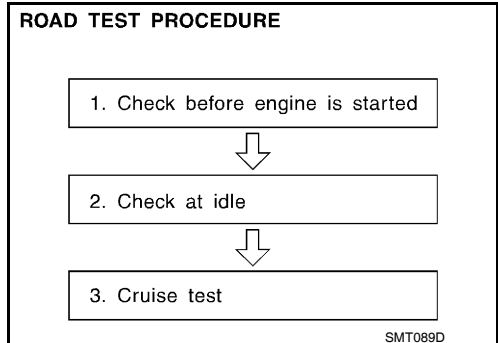 ROAD TEST PROCEDURE
1. Check before engine is started
2. Check at idle
3. Cruise test
SMT089D